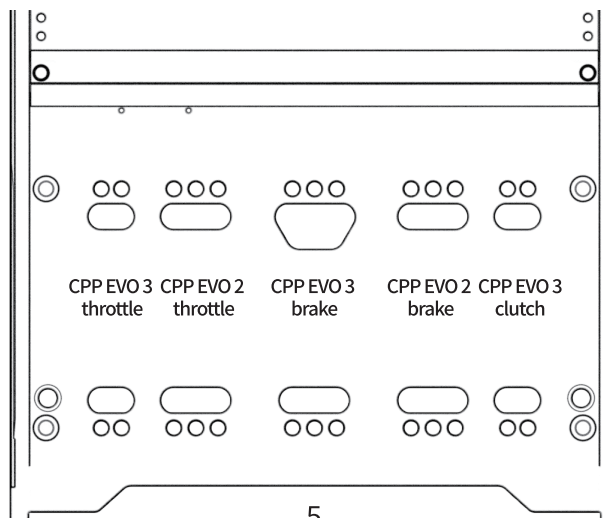 CPP EVO 3 CPP EVO 2 CPP EVO 3 CPP EVO 2 CPP EVO 3
throttle throttle brake brake clutch
5